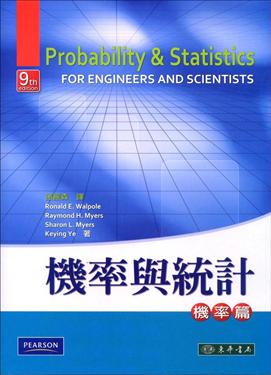 Probability & Statistics
FOR ENGINEERS AND SCIENTISTS
9th
edition
譯
Ronald E. Walpole
Raymond H. Myers
Sharon L. Myers
Keying Ye 著
機率與統計
機率篇
PEARSON
東華書局